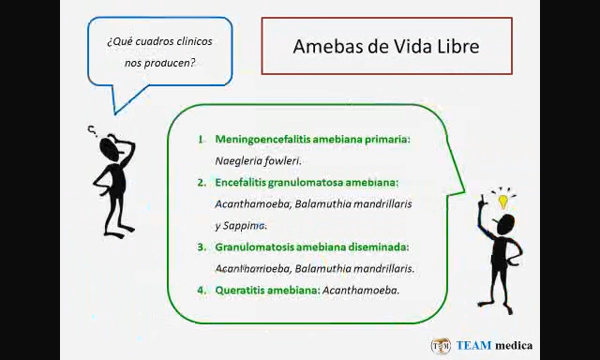 ¿Qué cuadros clínicos
nos producen?
Amebas de Vida Libre
1. Meningoencefalitis amebiana primaria:
Naegleria fowleri.
2. Encefalitis granulomatosa amebiana:
Acanthamoeba, Balamuthia mandrillaris
y Sappinia.
3. Granulomatosis amebiana diseminada:
Acanthamoeba, Balamuthia mandrillaris.
4. Queratitis amebiana: Acanthamoeba.
TEAM medica